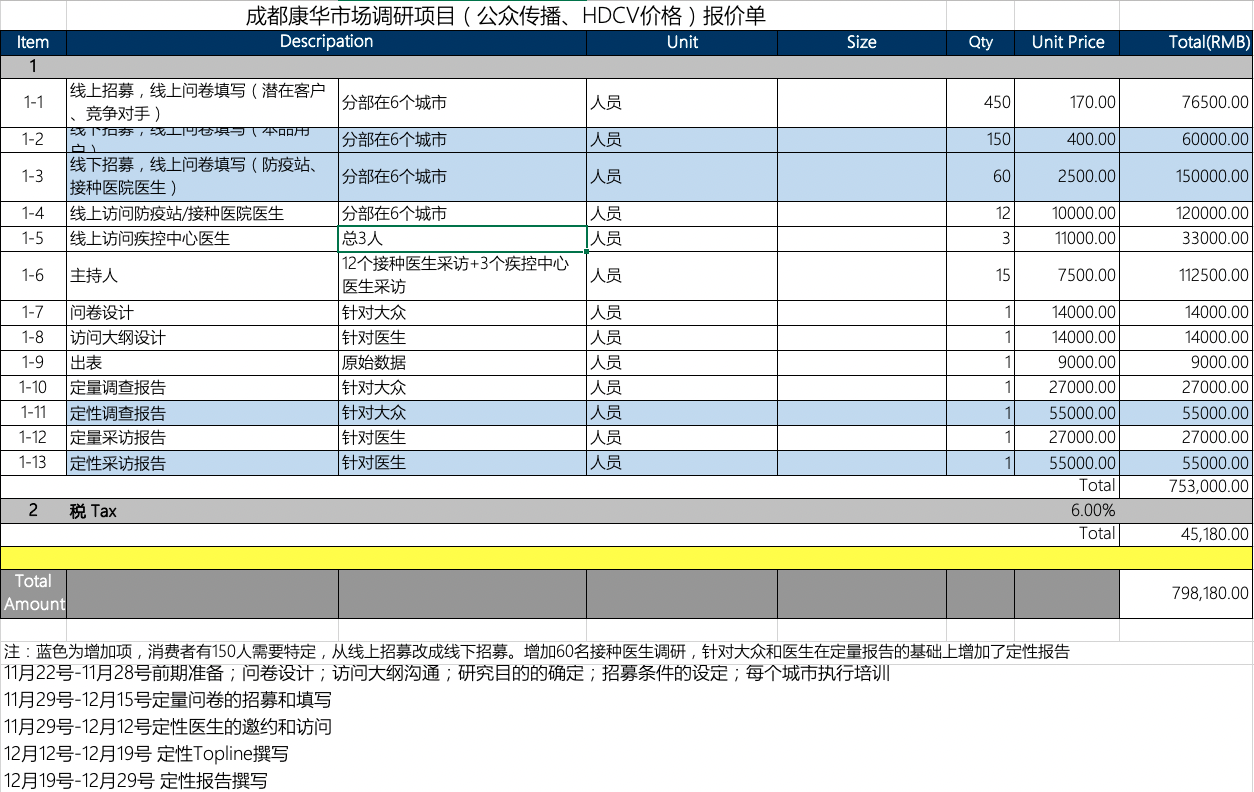 成都康华市场调研项目（公众传播、HDCV价格）报价单
Item Descripation Unit Size Qty Unit Price Total(RMB)
1
1-1 线上招募，线上问卷填写（潜在客户、竞争对手） 分部在6个城市 人员 450 170.00 76500.00
1-2 线下招募，线上问卷填写（本品用户） 分部在6个城市 人员 150 400.00 60000.00
1-3 线下招募，线上问卷填写（防疫站、接种医院医生） 分部在6个城市 人员 60 2500.00 150000.00
1-4 线上访问防疫站/接种医院医生 分部在6个城市 人员 12 10000.00 120000.00
1-5 线上访问疾控中心医生 总3人 人员 3 11000.00 33000.00
1-6 主持人 12个接种医生采访+3个疾控中心医生采访 人员 15 7500.00 112500.00
1-7 问卷设计 针对大众 人员 1 14000.00 14000.00
1-8 访问大纲设计 针对医生 人员 1 14000.00 14000.00
1-9 出表 原始数据 人员 1 9000.00 9000.00
1-10 定量调查报告 针对大众 人员 1 27000.00 27000.00
1-11 定性调查报告 针对大众 人员 1 55000.00 55000.00
1-12 定量采访报告 针对医生 人员 1 27000.00 27000.00
1-13 定性采访报告 针对医生 人员 1 55000.00 55000.00
Total 753,000.00
2 税 Tax 6.00%
Total 45,180.00
Total Amount 798,180.00
注：蓝色为增加项，消费者有150人需要特定，从线上招募改成线下招募。增加60名接种医生调研，针对大众和医生在定量报告的基础上增加了定性报告
11月22号-11月28号前期准备；问卷设计；访问大纲沟通；研究目的的确定；招募条件的设定；每个城市执行培训
11月29号-12月15号定量问卷的招募和填写
11月29号-12月12号定性医生的邀约和访问
12月12号-12月19号 定性Topline撰写
12月19号-12月29号 定性报告撰写